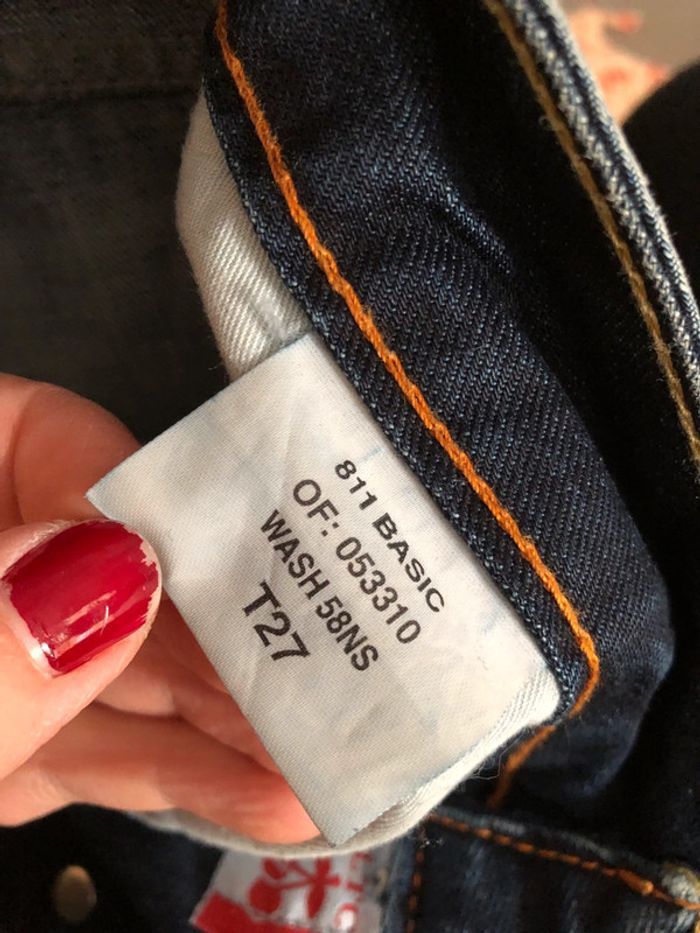 811 BASIC
OF: 053310
WASH 58NS
T27